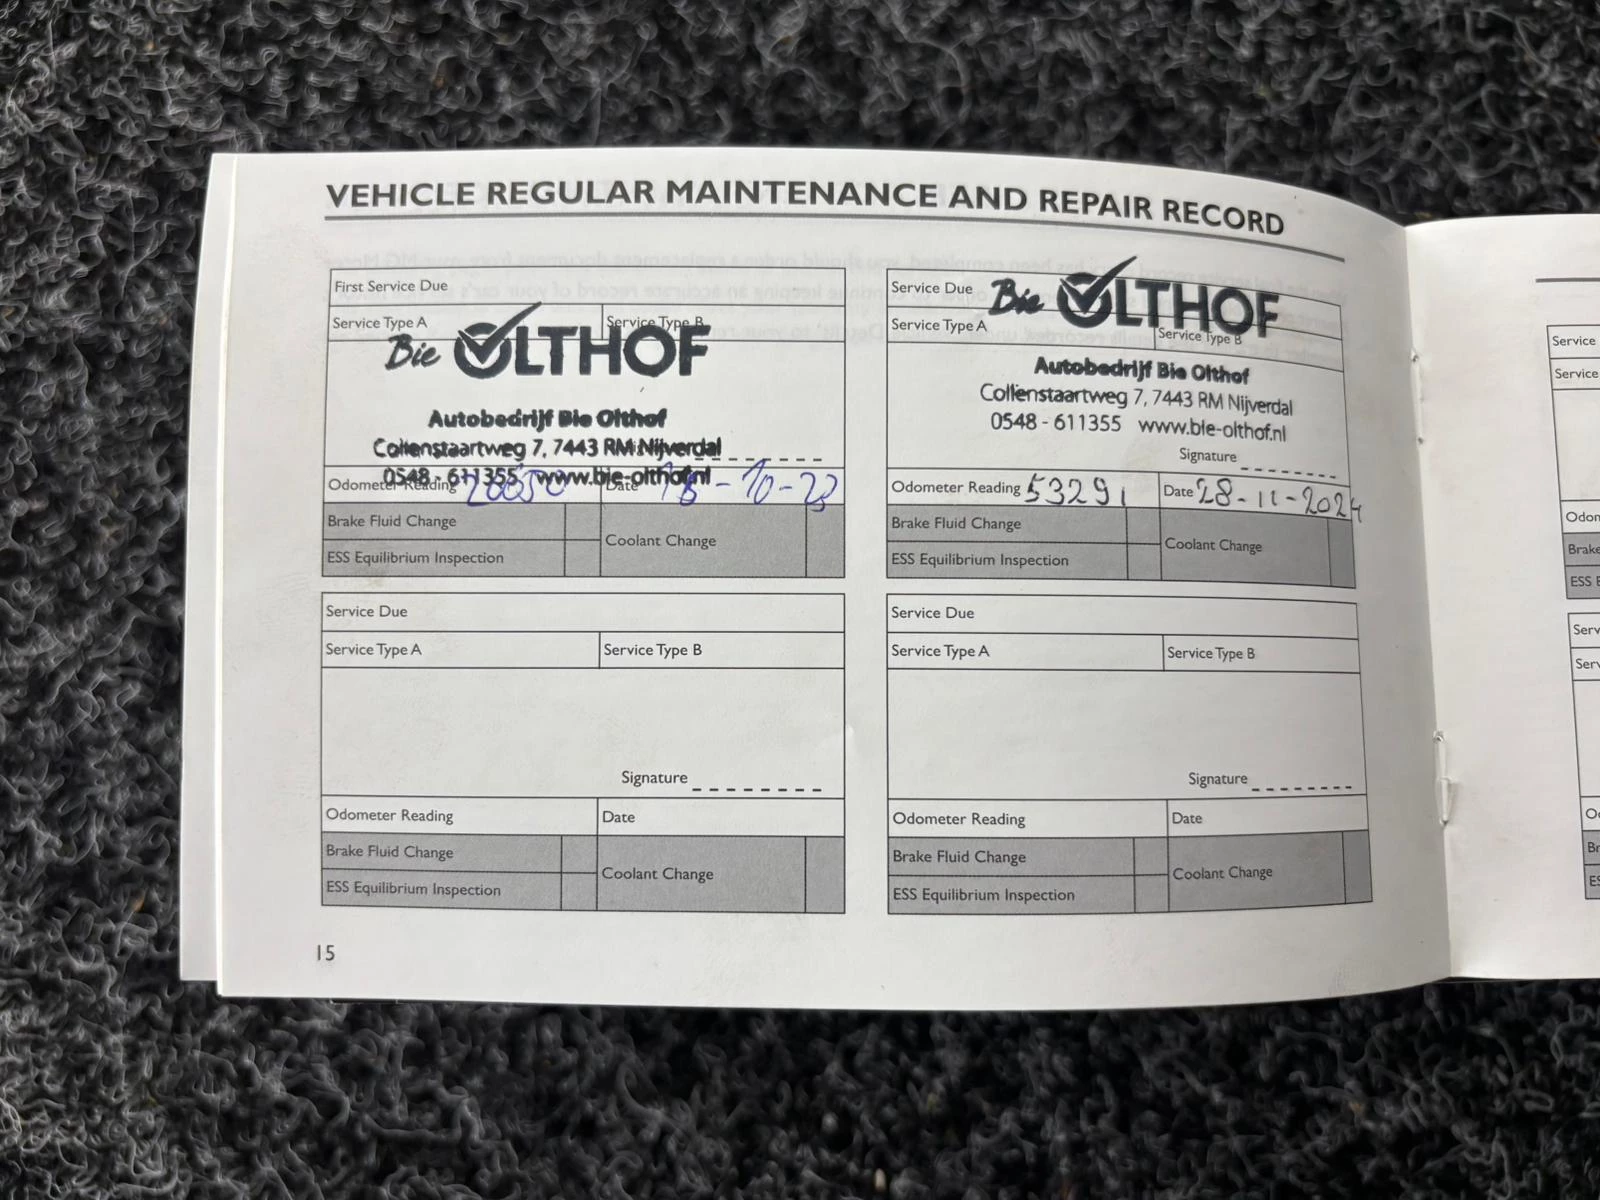 VEHICLE REGULAR MAINTENANCE AND REPAIR RECORD
First Service Due
Service Type A
Service Type B
Bie OLTHOF
Autobedrijf Bie Olthof
Collenstaartweg 7, 7443 RM Nijverdal
0548 - 611355 www.bie-olthof.nl
Odometer Reading
Date
Brake Fluid Change
Coolant Change
ESS Equilibrium Inspection
Service Due
Bie OLTHOF
Service Type A
Service Type B
Autobedrijf Bie Olthof
Collenstaartweg 7, 7443 RM Nijverdal
0548 - 611355 www.bie-olthof.nl
Signature
Odometer Reading 53291
Date 28-11-2024
Brake Fluid Change
Coolant Change
ESS Equilibrium Inspection
Service Due
Service Type A
Service Type B
Signature
Odometer Reading
Date
Brake Fluid Change
Coolant Change
ESS Equilibrium Inspection
Service Due
Service Type A
Service Type B
Signature
Odometer Reading
Date
Brake Fluid Change
Coolant Change
ESS Equilibrium Inspection
15
Service
Service